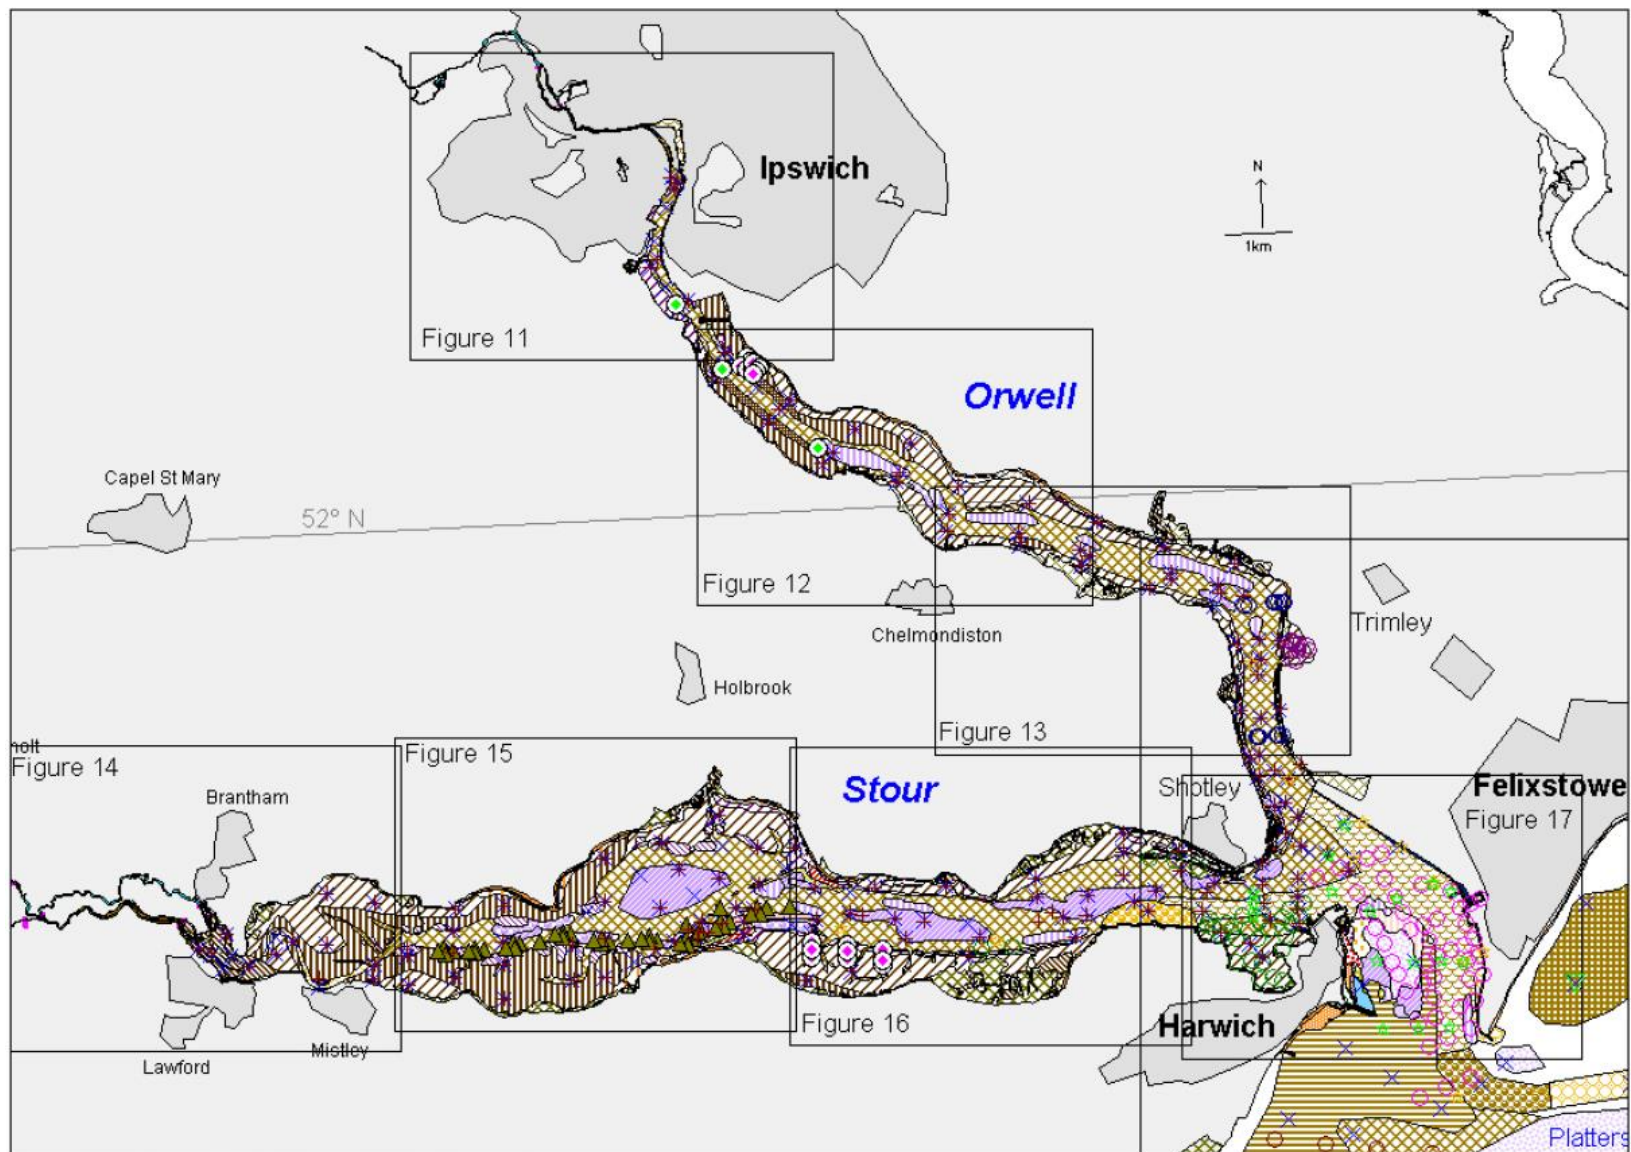 Ipswich
N
1km
Figure 11
Orwell
Capel St Mary
52° N
Figure 12
Chelmondiston
Trimley
Holbrook
Figure 13
Figure 14
Figure 15
Stour
Shotley
Felixstowe
Figure 17
Brantham
Figure 16
Harwich
Mistley
Lawford
Platters